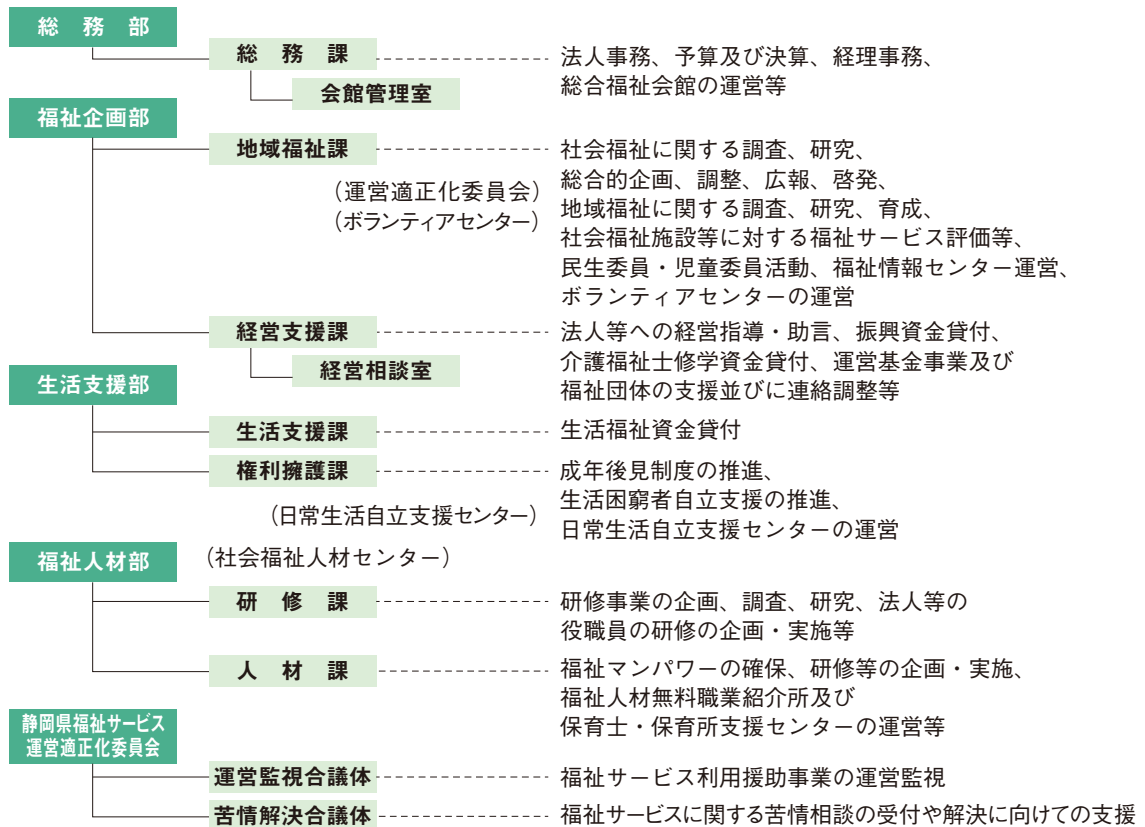 総務部
総務課
法人事務、予算及び決算、経理事務、
総合福祉会館の運営等
会館管理室
福祉企画部
地域福祉課
社会福祉に関する調査、研究、
（運営適正化委員会）
総合的企画、調整、広報、啓発、
（ボランティアセンター）
地域福祉に関する調査、研究、育成、
社会福祉施設等に対する福祉サービス評価等、
民生委員・児童委員活動、福祉情報センター運営、
ボランティアセンターの運営
経営支援課
法人等への経営指導・助言、振興資金貸付、
経営相談室
介護福祉士修学資金貸付、運営基金事業及び
福祉団体の支援並びに連絡調整等
生活支援部
生活支援課
生活福祉資金貸付
権利擁護課
成年後見制度の推進、
生活困窮者自立支援の推進、
（日常生活自立支援センター）
日常生活自立支援センターの運営
福祉人材部
（社会福祉人材センター）
研修課
研修事業の企画、調査、研究、法人等の
役職員の研修の企画・実施等
人材課
福祉マンパワーの確保、研修等の企画・実施、
福祉人材無料職業紹介所及び
保育士・保育所支援センターの運営等
静岡県福祉サービス
運営適正化委員会
運営監視合議体
福祉サービス利用援助事業の運営監視
苦情解決合議体
福祉サービスに関する苦情相談の受付や解決に向けての支援